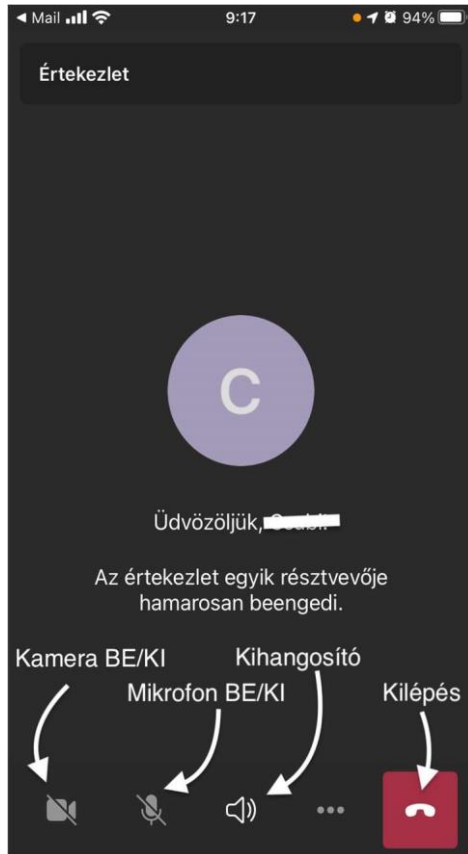 Mail 9:17 94%
Értekezlet
C
Üdvözöljük,
Az értekezlet egyik résztvevője
hamarosan beengedi.
Kamera BE/KI
Kihangosító
Mikrofon BE/KI
Kilépés